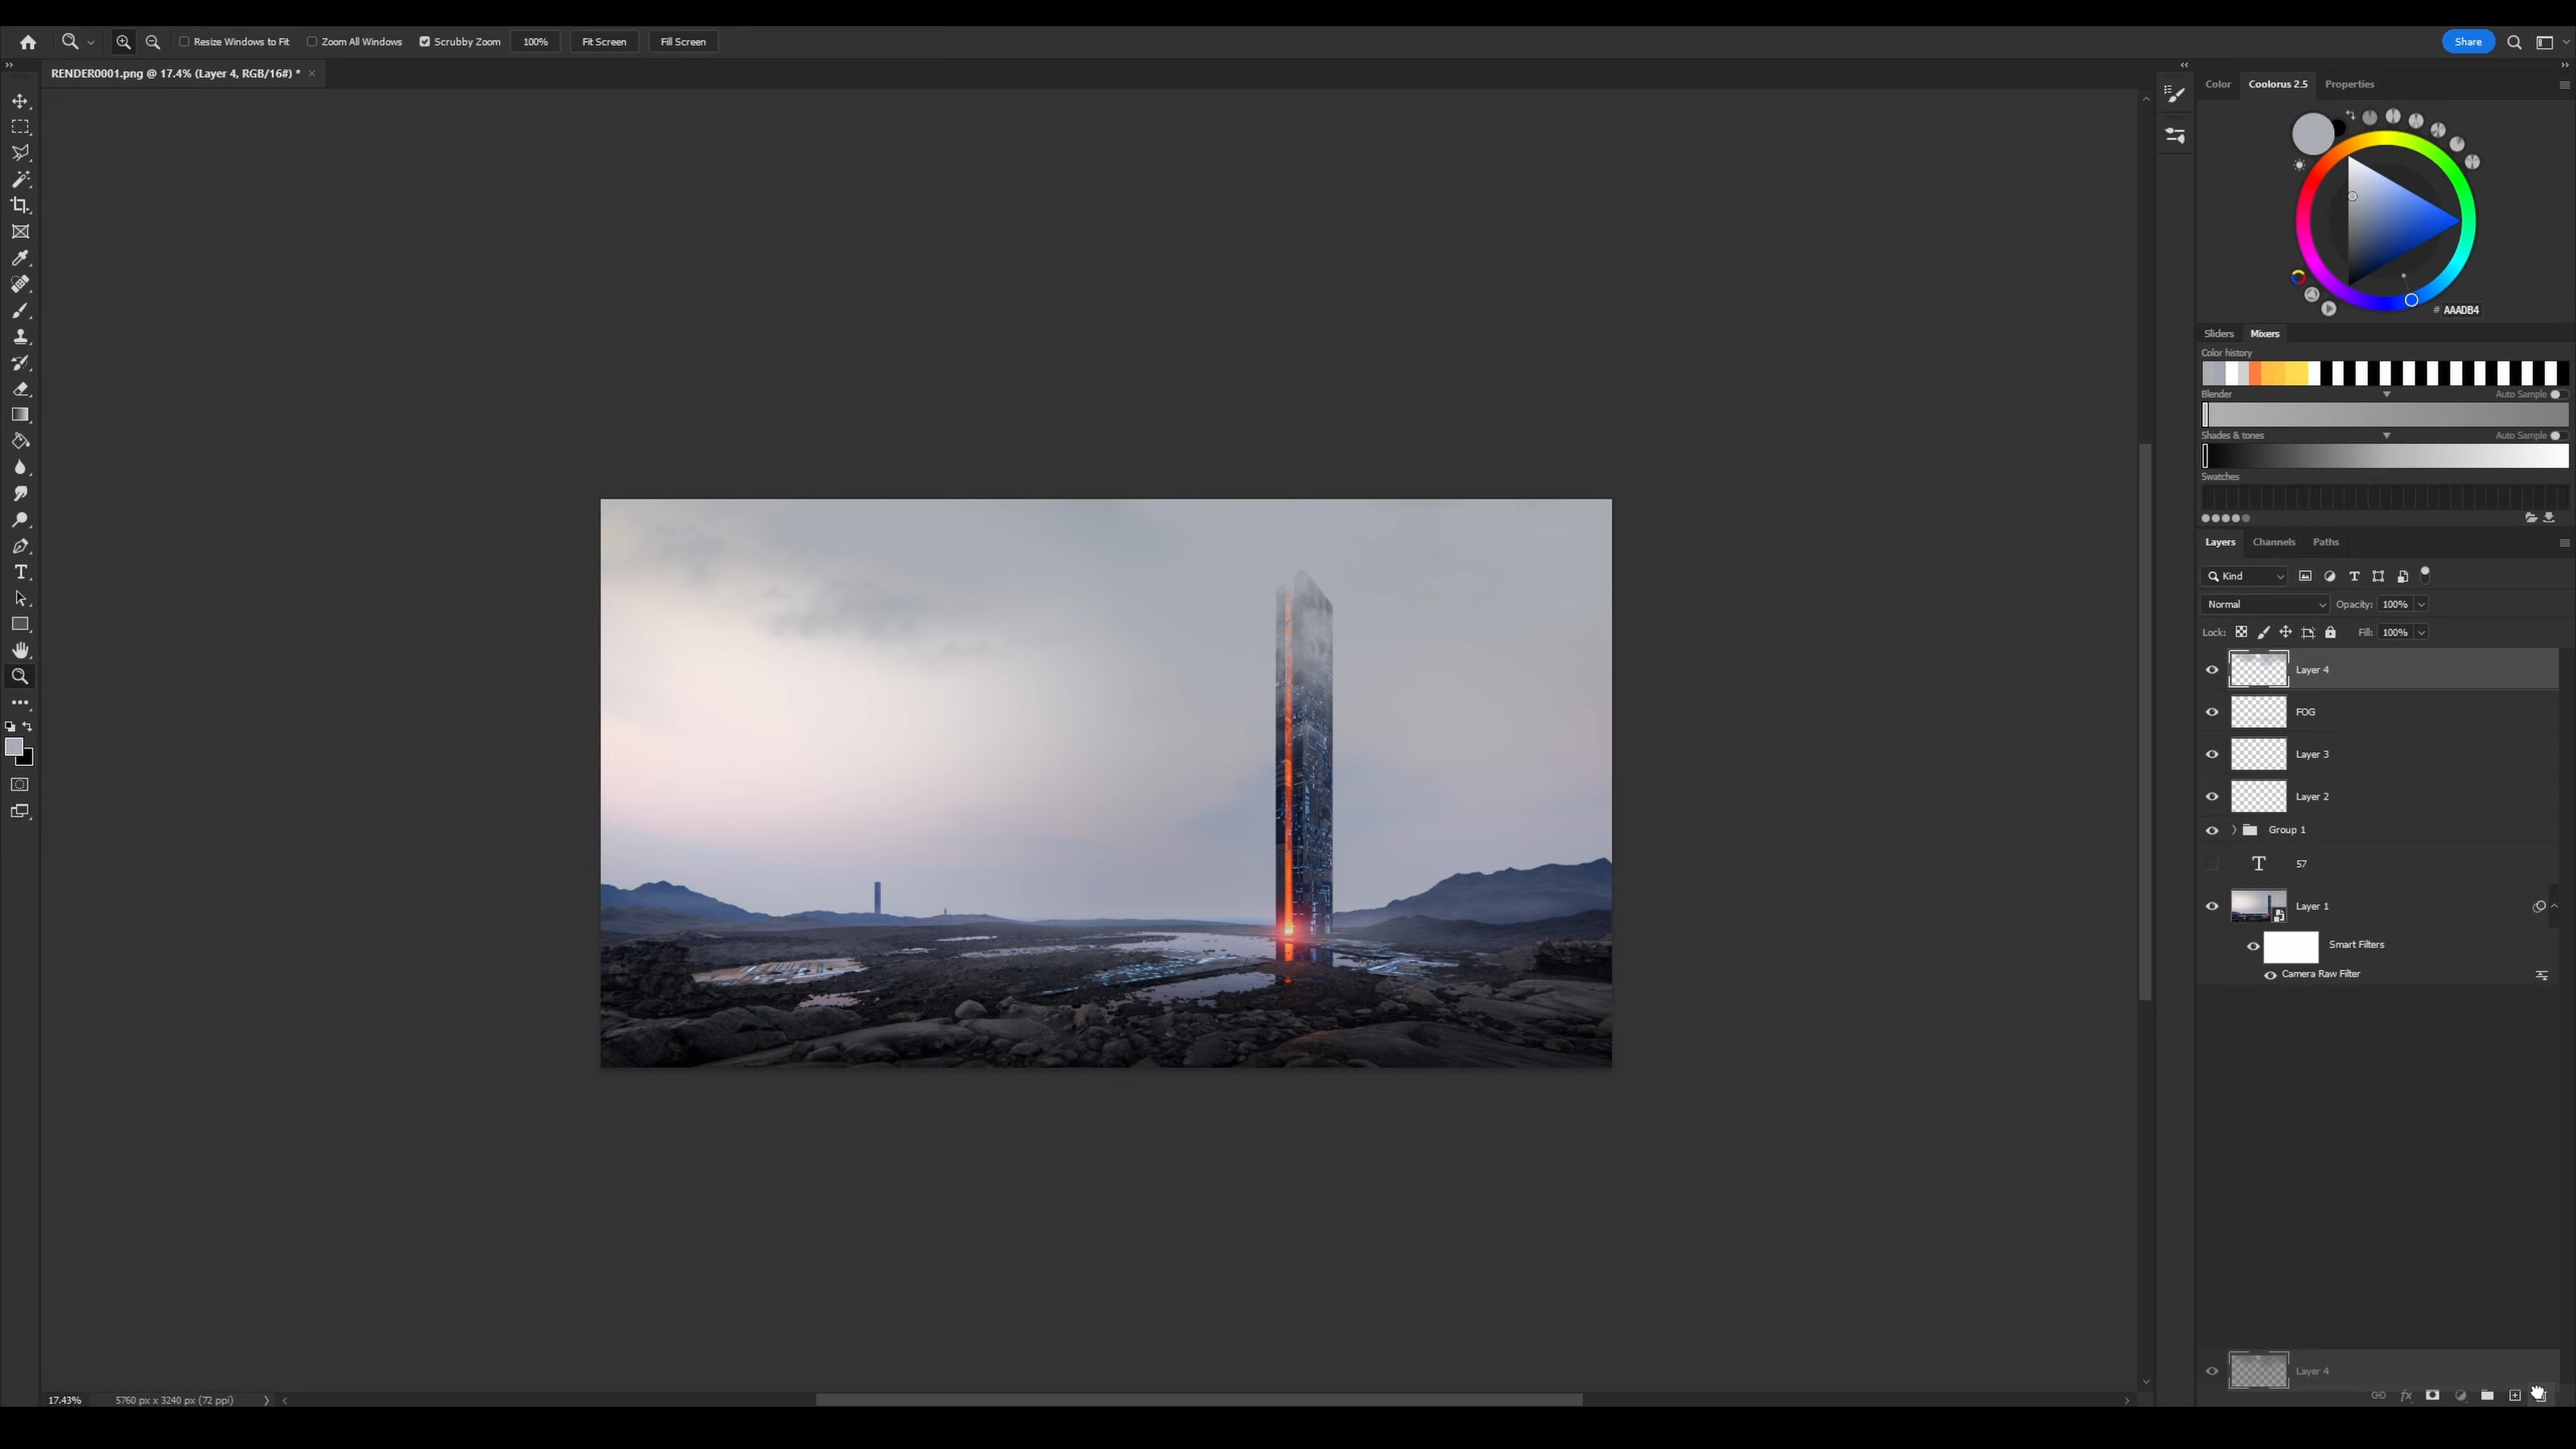 Resize Windows to Fit Zoom All Windows Scrubby Zoom 100% Fit Screen Fill Screen Share
RENDER0001.png @ 17.4% (Layer 4, RGB/16#) * ×
Color Coolorus 2.5 Properties
# AAADB4
Sliders Mixers
Color history
Blender Auto Sample
Shades & tones Auto Sample
Swatches
Layers Channels Paths
Kind
Normal Opacity: 100%
Lock: Fill: 100%
Layer 4
FOG
Layer 3
Layer 2
Group 1
57
Layer 1
Smart Filters
Camera Raw Filter
Layer 4
17.43% 5760 px x 3240 px (72 ppi)
fx